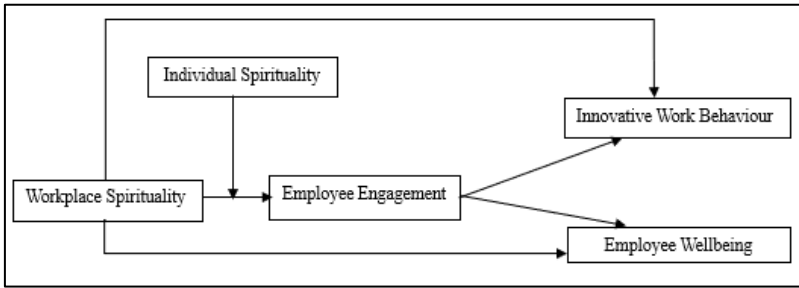 Individual Spirituality
Innovative Work Behaviour
Workplace Spirituality
Employee Engagement
Employee Wellbeing